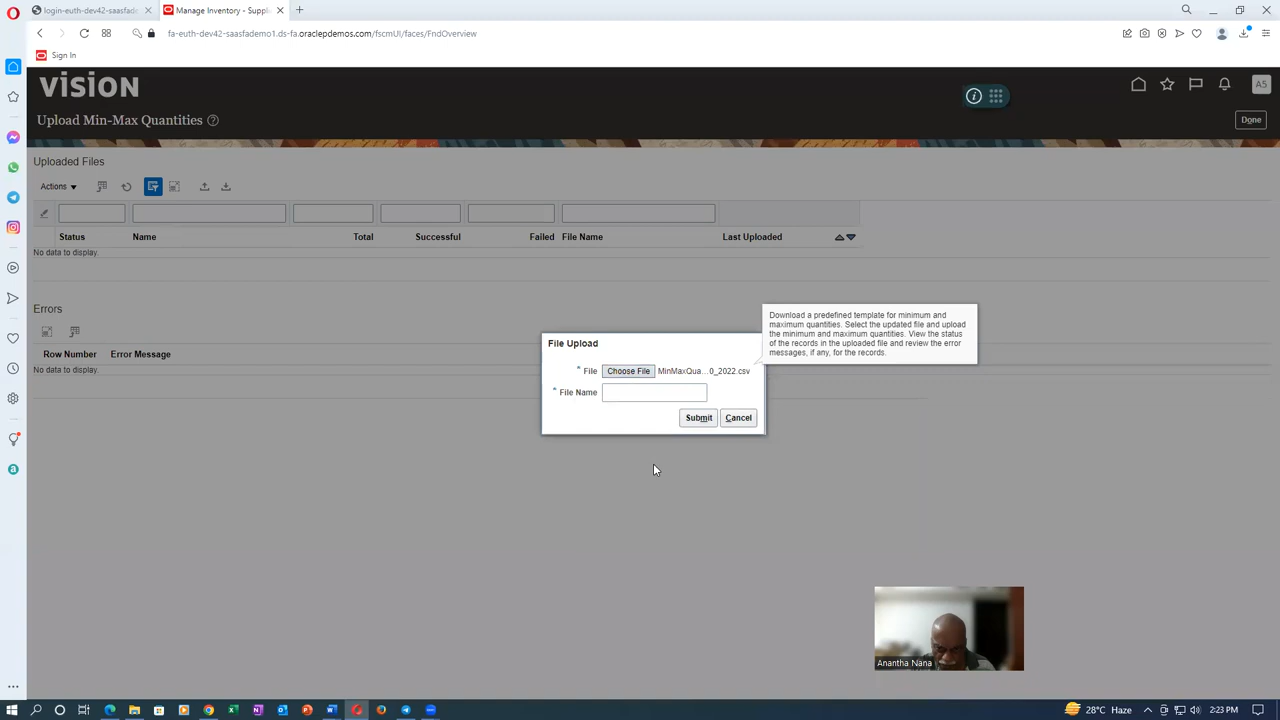 login-euth-dev42-saasfade
Manage Inventory - Suppl
fa-euth-dev42-saasfademo1.ds-fa.oraclepdemos.com/fscmUI/faces/FndOverview
Sign In
VISION
A5
Upload Min-Max Quantities
Done
Uploaded Files
Actions
Status Name Total Successful Failed File Name Last Uploaded
No data to display.
Errors
Row Number Error Message
No data to display.
Download a predefined template for minimum and
maximum quantities. Select the updated file and upload
the minimum and maximum quantities. View the status
of the records in the uploaded file and review the error
messages, if any, for the records.
File Upload
* File Choose File MinMaxQua...0_2022.csv
* File Name
Submit Cancel
Anantha Nana
28°C Haze
2:23 PM